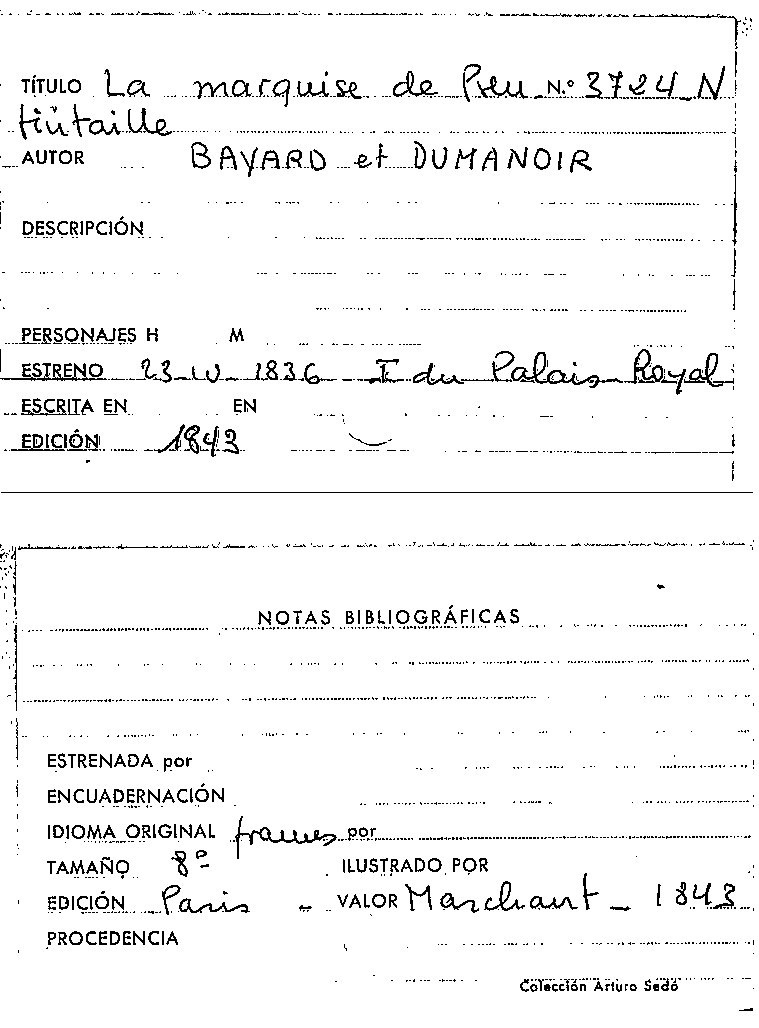 TÍTULO La marquise de Preu N.º 3724 N
tintaille
AUTOR BAYARD et DUMANOIR
DESCRIPCIÓN
PERSONAJES H M
ESTRENO 23-IV-1836 T du Palais-Royal
ESCRITA EN EN
EDICIÓN 1843
NOTAS BIBLIOGRÁFICAS
ESTRENADA por
ENCUADERNACIÓN
IDIOMA ORIGINAL frances por
TAMAÑO 8º ILUSTRADO POR
EDICIÓN Paris - VALOR Marchant - 1843
PROCEDENCIA
Colección Arturo Sedó